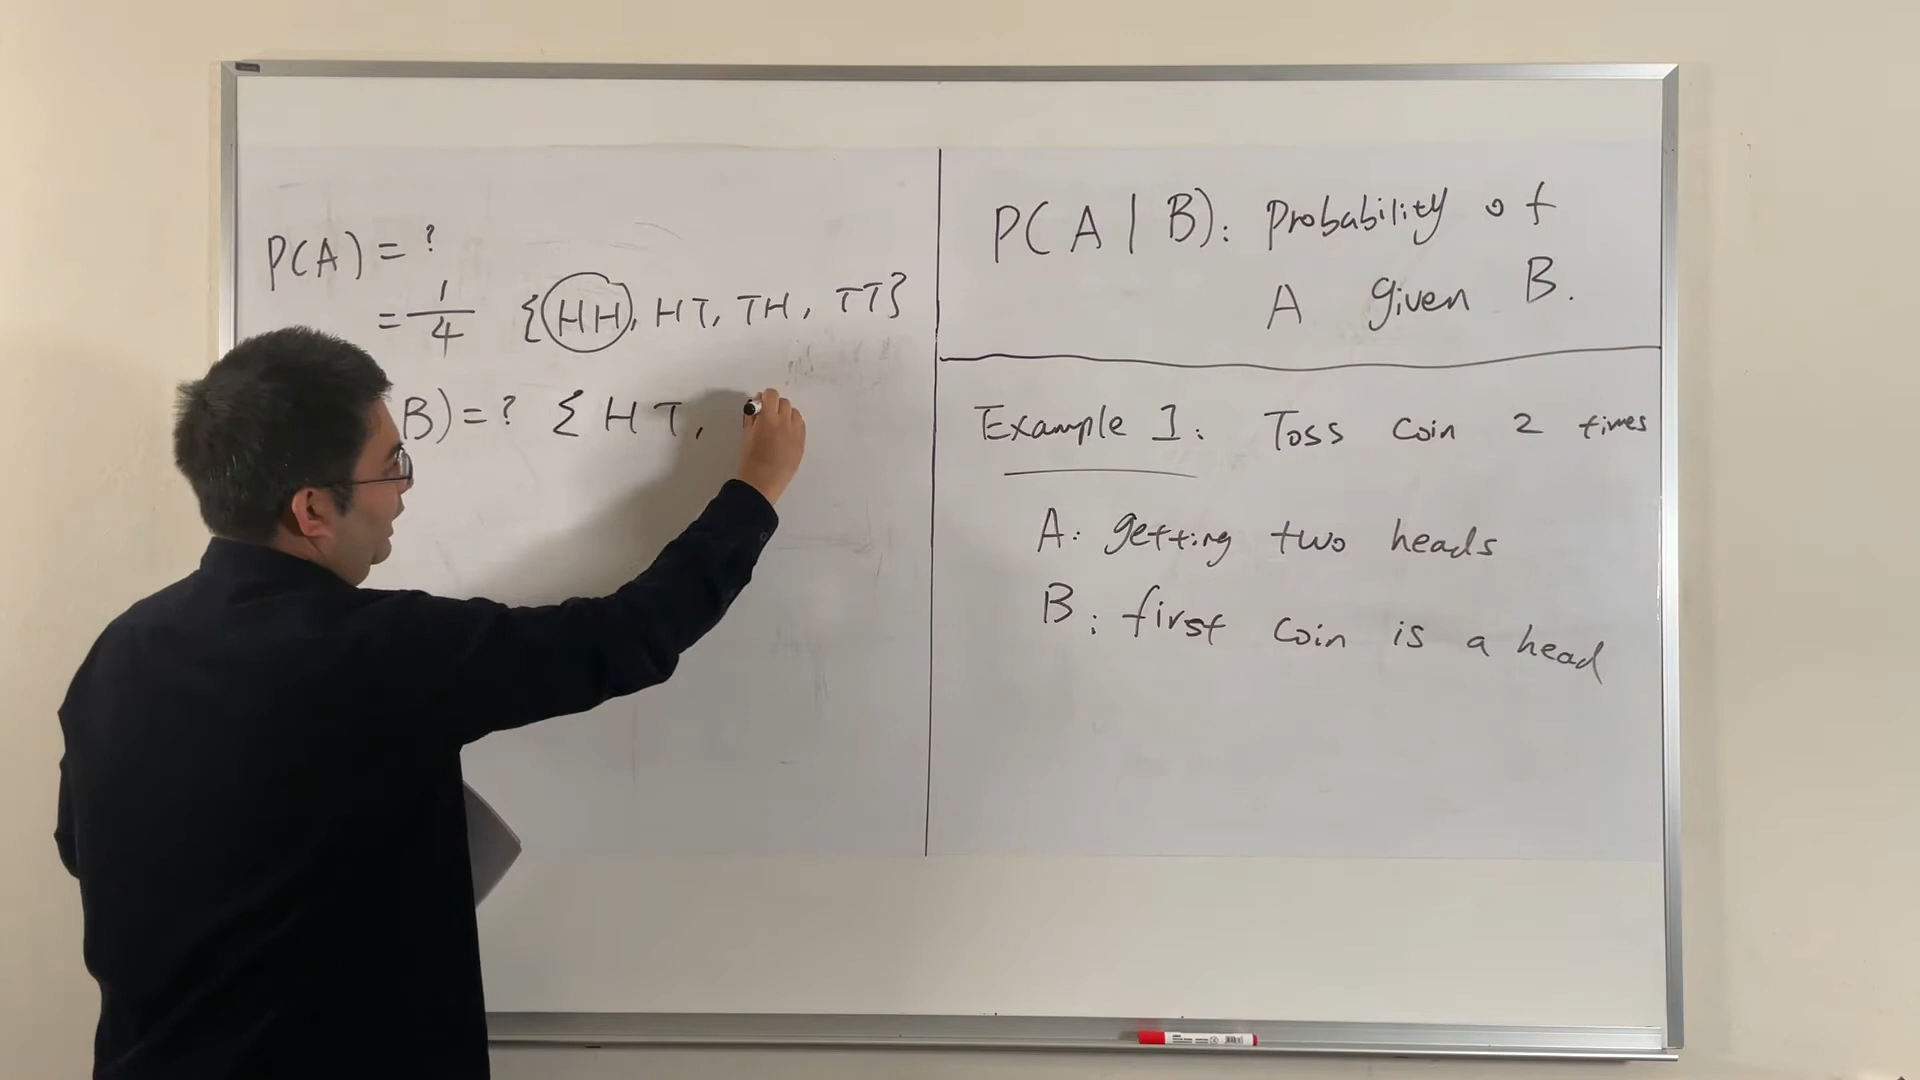 P(A) = ?
= 1/4 {HH, HT, TH, TT}
B) = ? { HT,
P(A | B): Probability of
A given B.
Example 1: Toss coin 2 times
A: getting two heads
B: first coin is a head